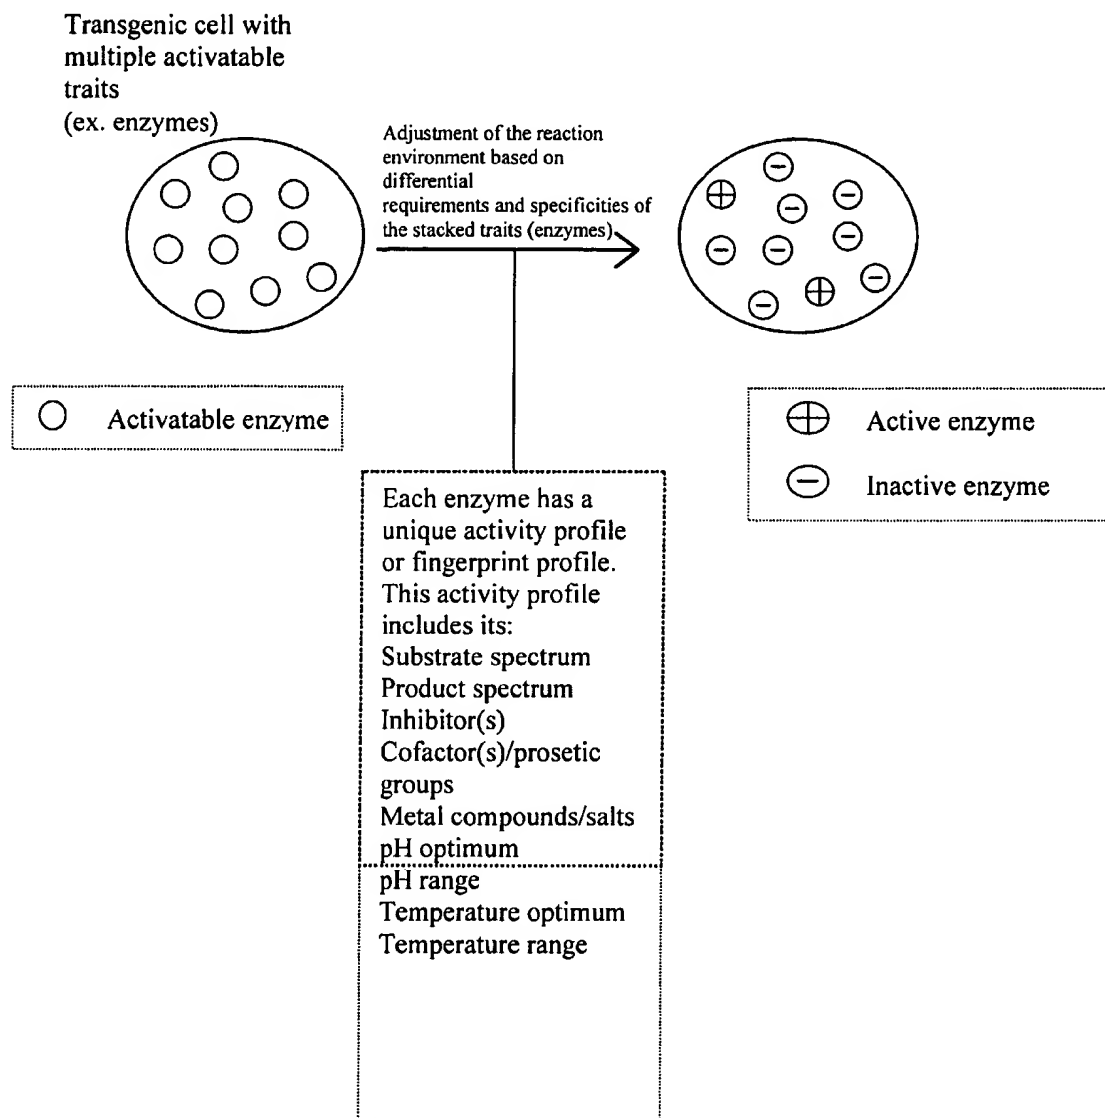 Transgenic cell with
multiple activatable
traits
(ex. enzymes)
Adjustment of the reaction
environment based on
differential
requirements and specificities of
the stacked traits (enzymes)
Activatable enzyme
Active enzyme
Inactive enzyme
Each enzyme has a
unique activity profile
or fingerprint profile.
This activity profile
includes its:
Substrate spectrum
Product spectrum
Inhibitor(s)
Cofactor(s)/prosetic
groups
Metal compounds/salts
pH optimum
pH range
Temperature optimum
Temperature range